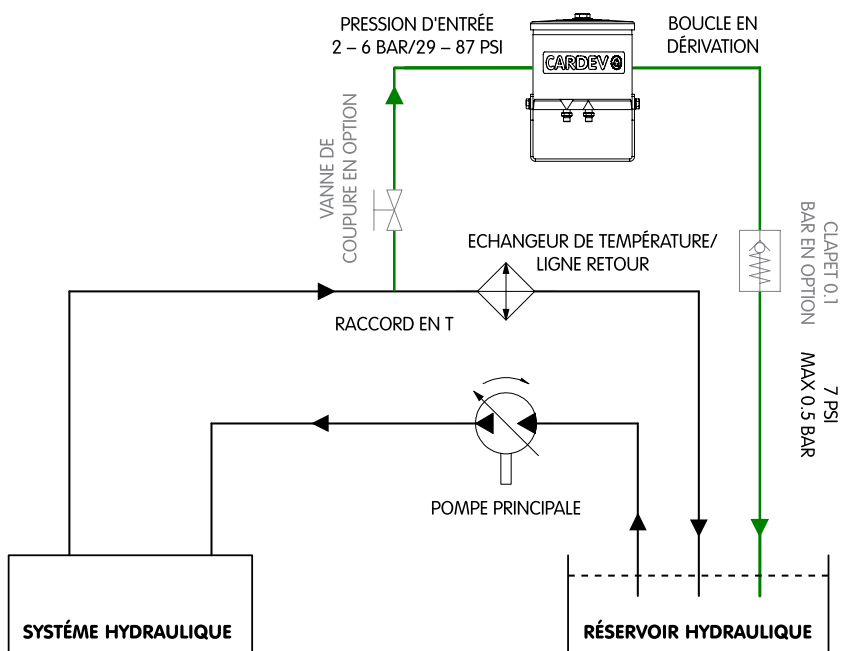 PRESSION D'ENTRÉE
2 – 6 BAR/29 – 87 PSI
BOUCLE EN
DÉRIVATION
CARDEV
VANNE DE
COUPURE EN OPTION
ECHANGEUR DE TEMPÉRATURE/
LIGNE RETOUR
CLAPET 0.1
BAR EN OPTION
RACCORD EN T
7 PSI
MAX 0.5 BAR
POMPE PRINCIPALE
SYSTÉME HYDRAULIQUE
RÉSERVOIR HYDRAULIQUE